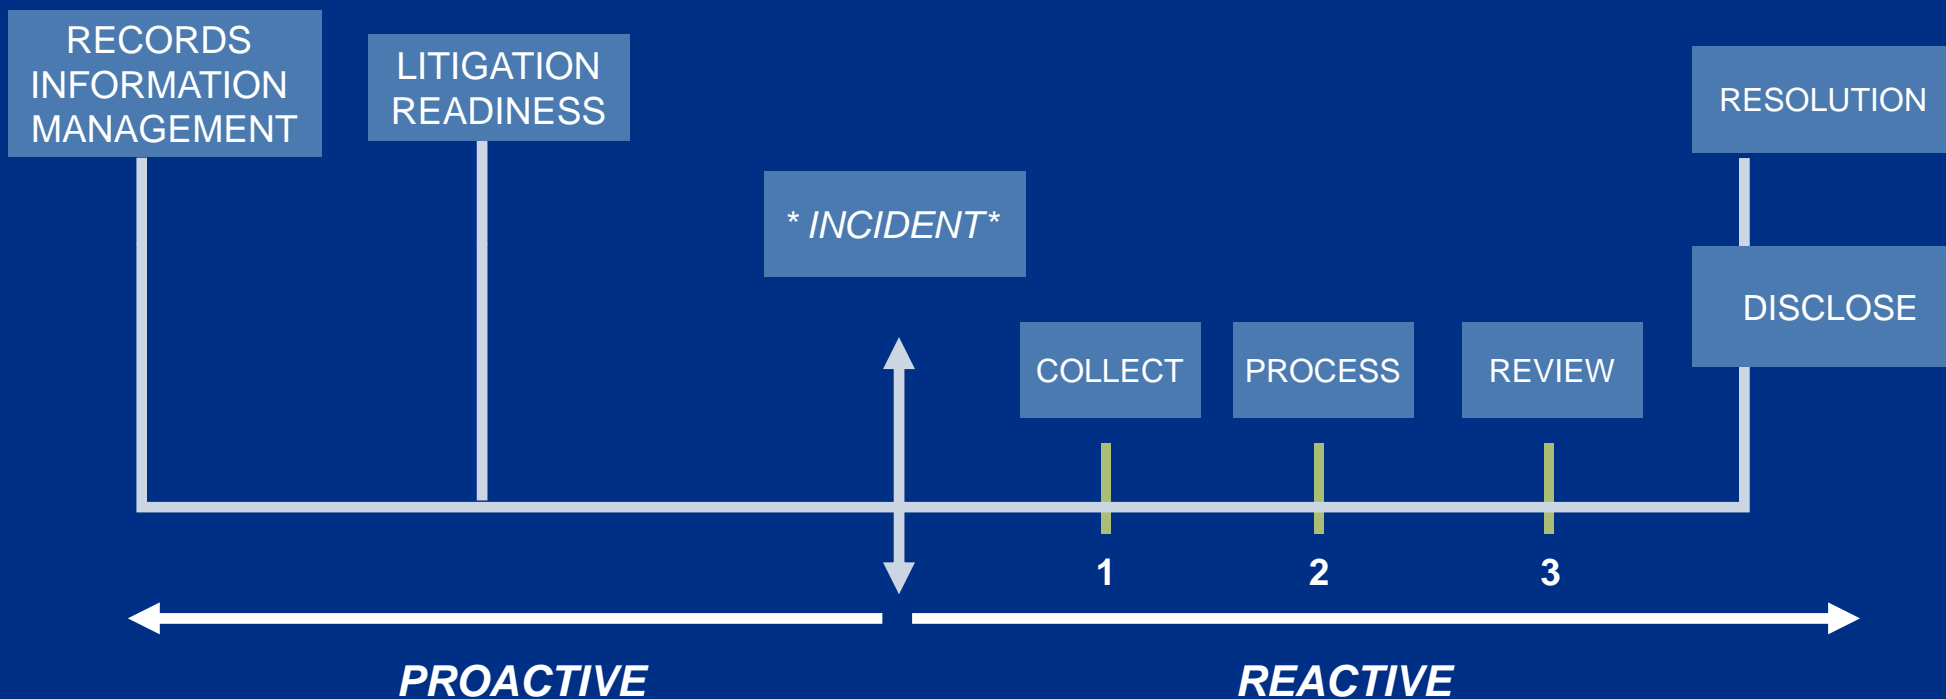 RECORDS
INFORMATION
MANAGEMENT
LITIGATION
READINESS
* INCIDENT*
COLLECT
PROCESS
REVIEW
RESOLUTION
DISCLOSE
1
2
3
PROACTIVE
REACTIVE